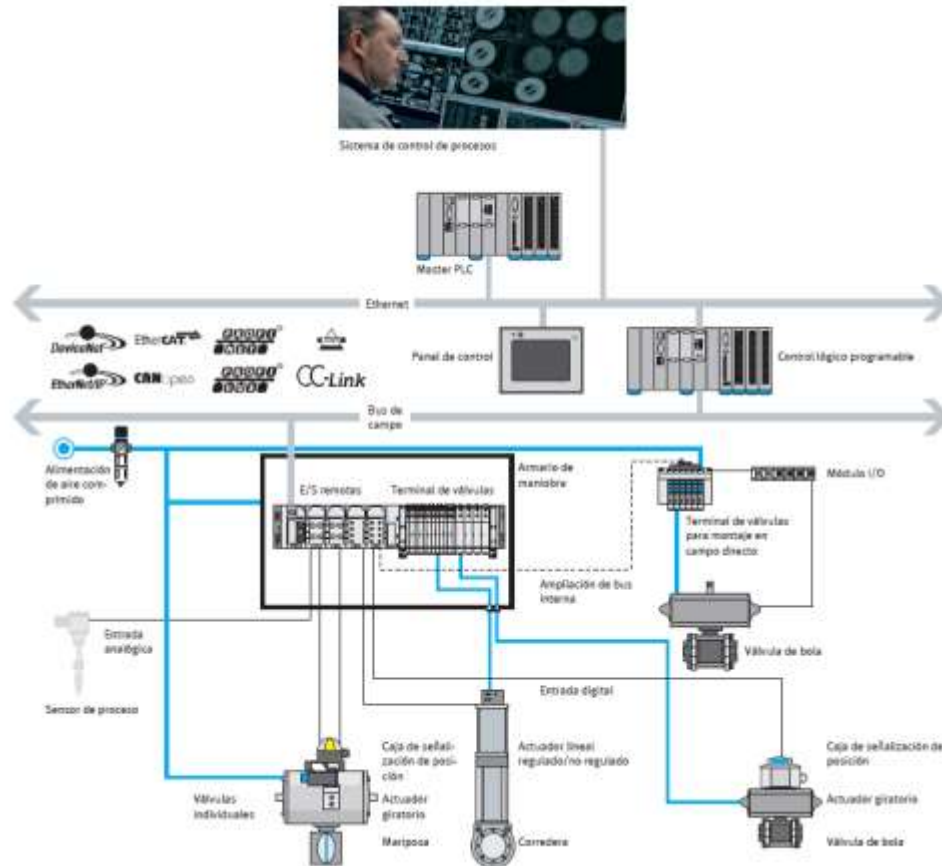 Sistema de control de procesos
Master PLC
Ethernet
DeviceNet
EtherCAT
Panel de control
Control lógico programable
EtherNet/IP
CANopen
CC-Link
Bus de
campo
Alimentación
de aire com-
primido
Armario de
maniobra
E/S remotas
Terminal de válvulas
Módulo I/O
Terminal de válvulas
para montaje en
campo directo
Ampliación de bus
interna
Entrada
analógica
Válvula de bola
Sensor de proceso
Entrada digital
Caja de señali-
zación de posi-
ción
Actuador lineal
regulado/no regulado
Caja de señalización de
posición
Válvulas
individuales
Actuador
giratorio
Actuador giratorio
Mariposa
Corredera
Válvula de bola